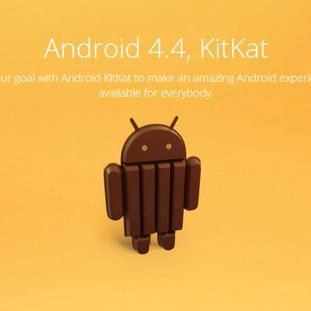 Android 4.4, KitKat
ur goal with Android KitKat to make an amazing Android experi
available for everybody.